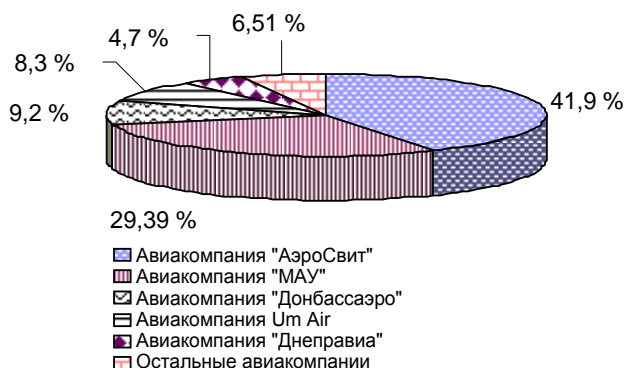 6,51 %
4,7 %
8,3 %
9,2 %
41,9 %
29,39 %
Авиакомпания "АэроСвит"
Авиакомпания "МАУ"
Авиакомпания "Донбассаэро"
Авиакомпания Um Air
Авиакомпания "Днеправиа"
Остальные авиакомпании